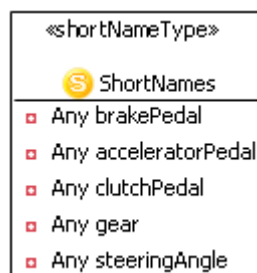 «shortNameType»
S ShortNames
Any brakePedal
Any acceleratorPedal
Any clutchPedal
Any gear
Any steeringAngle